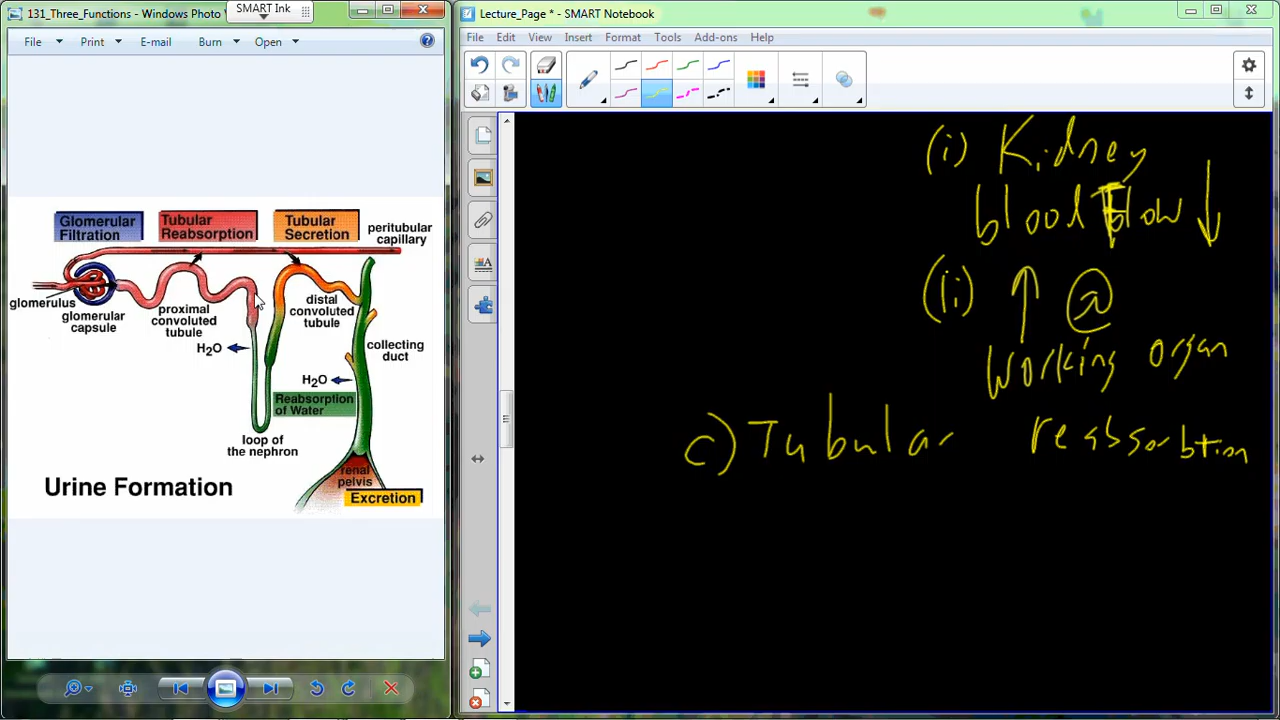 131_Three_Functions - Windows Photo
SMART Ink
File Print E-mail Burn Open
Glomerular Filtration
Tubular Reabsorption
Tubular Secretion
peritubular capillary
glomerulus
glomerular capsule
proximal convoluted tubule
distal convoluted tubule
H2O
collecting duct
H2O
Reabsorption of Water
loop of the nephron
renal pelvis
Excretion
Urine Formation
Lecture_Page * - SMART Notebook
File Edit View Insert Format Tools Add-ons Help
(i) Kidney
blood flow ↓
(ii) ↑ @
working organ
c) Tubular reabsorbtion